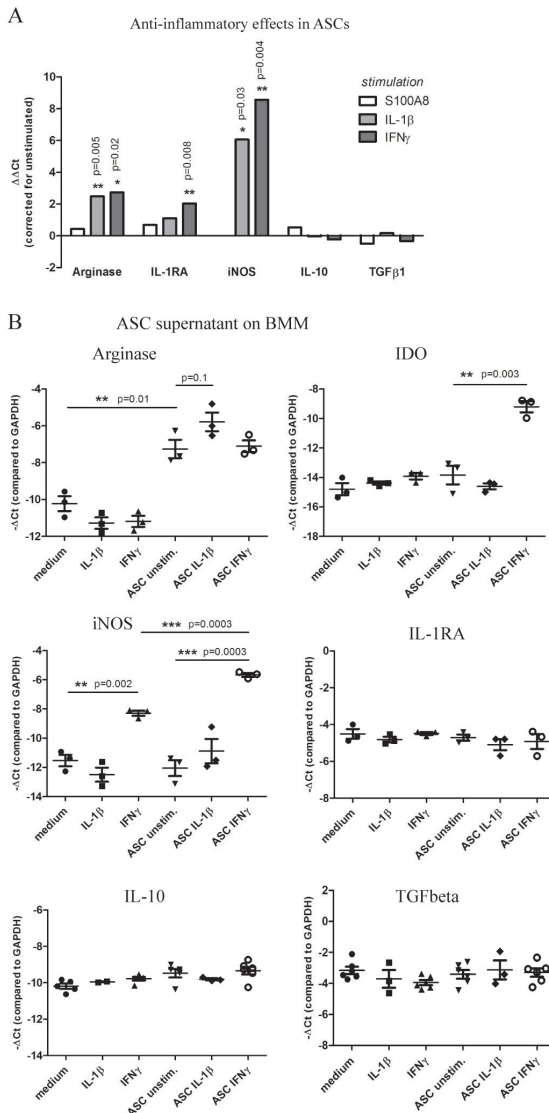 A
Anti-inflammatory effects in ASCs
ΔΔCt
(corrected for unstimulated)
10
8
6
4
2
0
-2
p=0.005
**
p=0.02
*
p=0.008
**
p=0.03
*
p=0.004
**
stimulation
S100A8
IL-1β
IFNγ
Arginase IL-1RA iNOS IL-10 TGFβ1
B
ASC supernatant on BMM
Arginase
-ΔCt (compared to GAPDH)
-4
-6
-8
-10
-12
** p=0.01
p=0.1
medium IL-1β IFNγ ASC unstim. ASC IL-1β ASC IFNγ
IDO
-ΔCt (compared to GAPDH)
-8
-10
-12
-14
-16
-18
** p=0.003
medium IL-1β IFNγ ASC unstim. ASC IL-1β ASC IFNγ
iNOS
-ΔCt (compared to GAPDH)
-4
-6
-8
-10
-12
-14
*** p=0.0003
*** p=0.0003
** p=0.002
medium IL-1β IFNγ ASC unstim. ASC IL-1β ASC IFNγ
IL-1RA
-ΔCt (compared to GAPDH)
0
-2
-4
-6
-8
medium IL-1β IFNγ ASC unstim. ASC IL-1β ASC IFNγ
IL-10
-ΔCt (compared to GAPDH)
-6
-8
-10
-12
-14
medium IL-1β IFNγ ASC unstim. ASC IL-1β ASC IFNγ
TGFbeta
-ΔCt (compared to GAPDH)
0
-2
-4
-6
-8
medium IL-1β IFNγ ASC unstim. ASC IL-1β ASC IFNγ